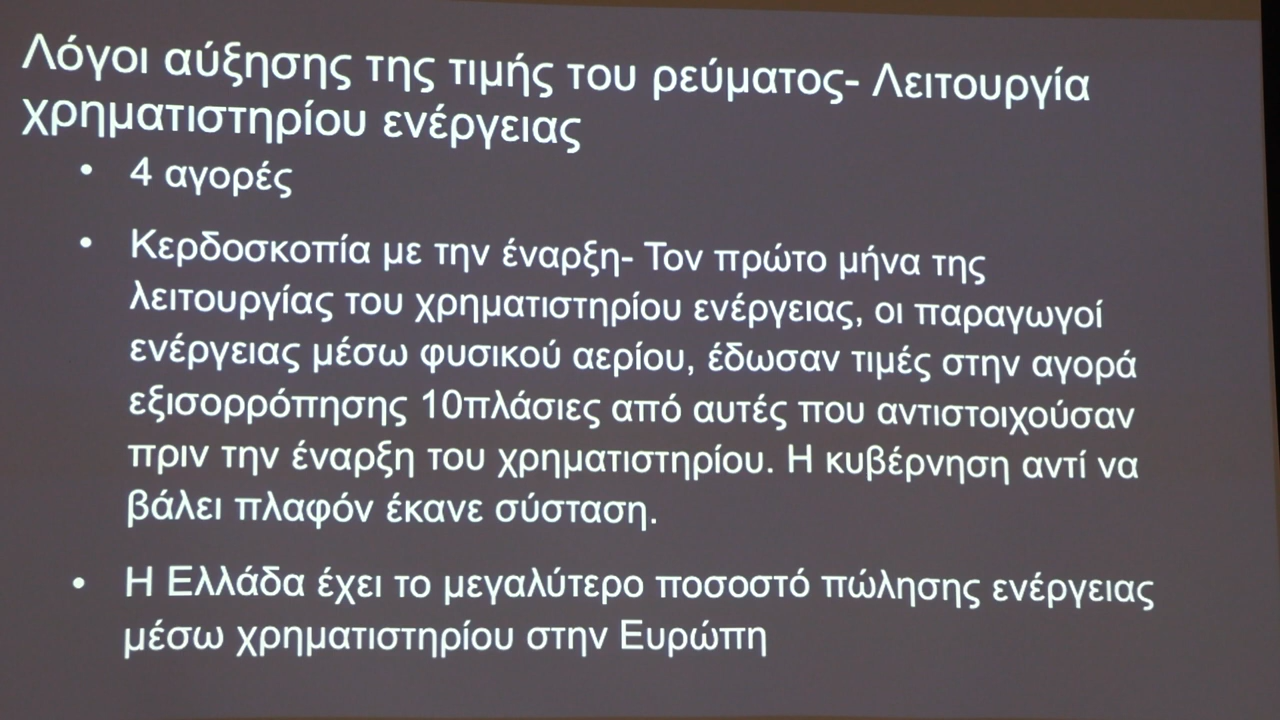 Λόγοι αύξησης της τιμής του ρεύματος- Λειτουργία
χρηματιστηρίου ενέργειας
• 4 αγορές
• Κερδοσκοπία με την έναρξη- Τον πρώτο μήνα της
λειτουργίας του χρηματιστηρίου ενέργειας, οι παραγωγοί
ενέργειας μέσω φυσικού αερίου, έδωσαν τιμές στην αγορά
εξισορρόπησης 10πλάσιες από αυτές που αντιστοιχούσαν
πριν την έναρξη του χρηματιστηρίου. Η κυβέρνηση αντί να
βάλει πλαφόν έκανε σύσταση.
• Η Ελλάδα έχει το μεγαλύτερο ποσοστό πώλησης ενέργειας
μέσω χρηματιστηρίου στην Ευρώπη